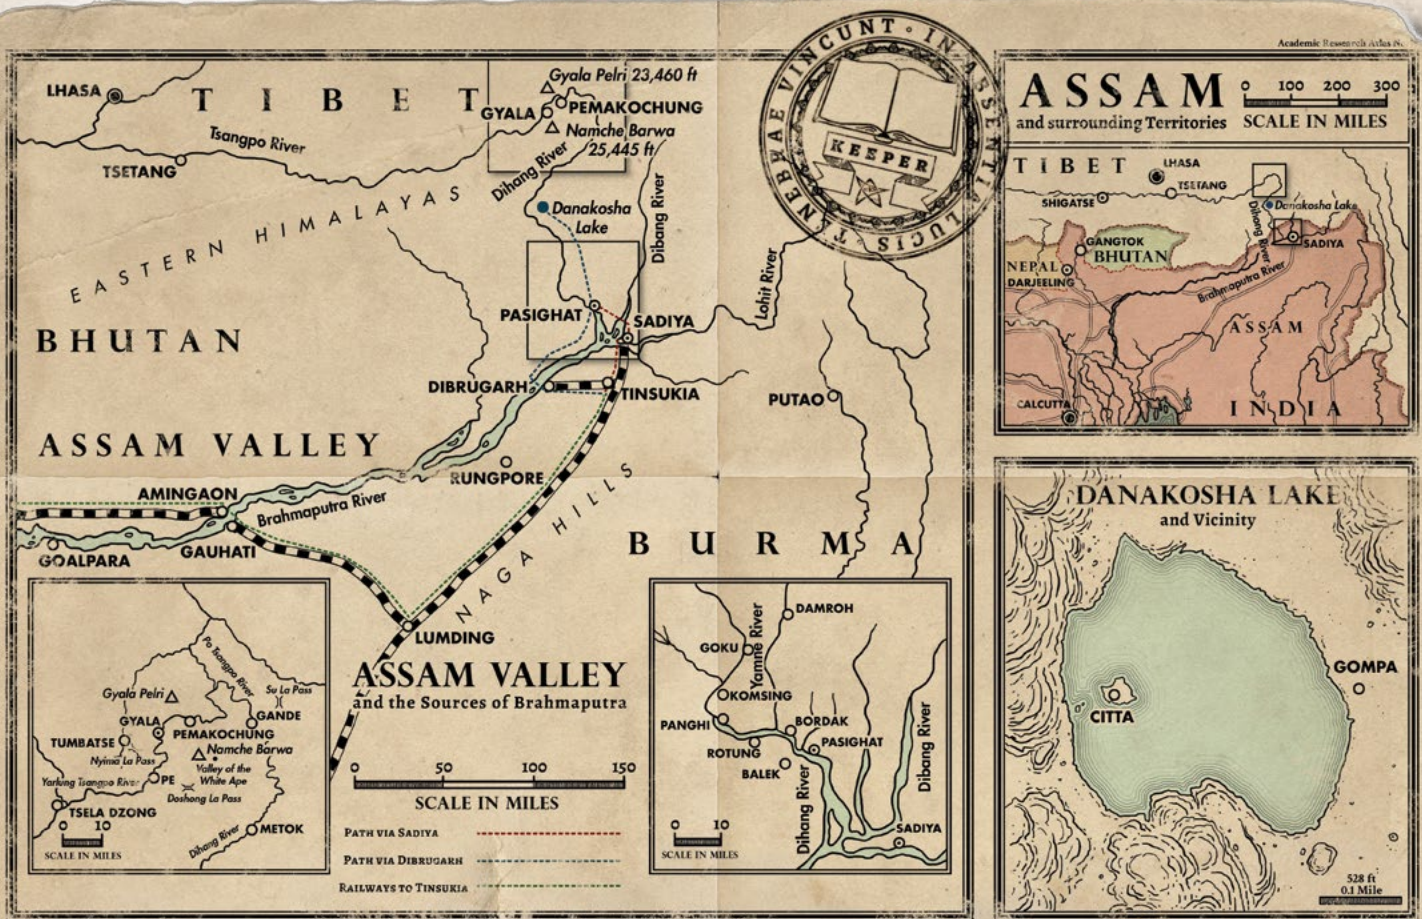 Academic Research Atlas
LHASA
TIBET
Tsangpo River
TSETANG
Gyala Pelri 23,460 ft
GYALA
PEMAKOCHUNG
Namche Barwa
25,445 ft
Dihang River
Danakosha
Lake
Dibang River
EASTERN HIMALAYAS
BHUTAN
PASIGHAT
SADIYA
Lohit River
DIBRUGARH
TINSUKIA
PUTAO
ASSAM VALLEY
RUNGPORE
AMINGAON
Brahmaputra River
GAUHATI
GOALPARA
NAGA HILLS
BURMA
LUMDING
TENEBRAE VINCUNT · IN ASSENTIA LUCIS ·
KEEPER
ASSAM VALLEY
and the Sources of Brahmaputra
0 50 100 150
SCALE IN MILES
PATH VIA SADIYA
PATH VIA DIBRUGARH
RAILWAYS TO TINSUKIA
Po Tsangpo River
Gyala Pelri
Su La Pass
GYALA
GANDE
PEMAKOCHUNG
TUMBATSE
Namche Barwa
Nyima La Pass
Valley of the
White Ape
PE
Doshong La Pass
TSELA DZONG
METOK
Dihang River
0 10
SCALE IN MILES
DAMROH
GOKU
Yamne River
KOMSING
PANGHI
BORDAK
ROTUNG
PASIGHAT
BALEK
Dihang River
Dibang River
SADIYA
0 10
SCALE IN MILES
ASSAM
and surrounding Territories
0 100 200 300
SCALE IN MILES
TIBET
LHASA
TSETANG
SHIGATSE
Danakosha Lake
Dihang River
SADIYA
GANGTOK
BHUTAN
NEPAL
DARJEELING
Brahmaputra River
ASSAM
CALCUTTA
INDIA
DANAKOSHA LAKE
and Vicinity
GOMPA
CITTA
528 ft
0.1 Mile